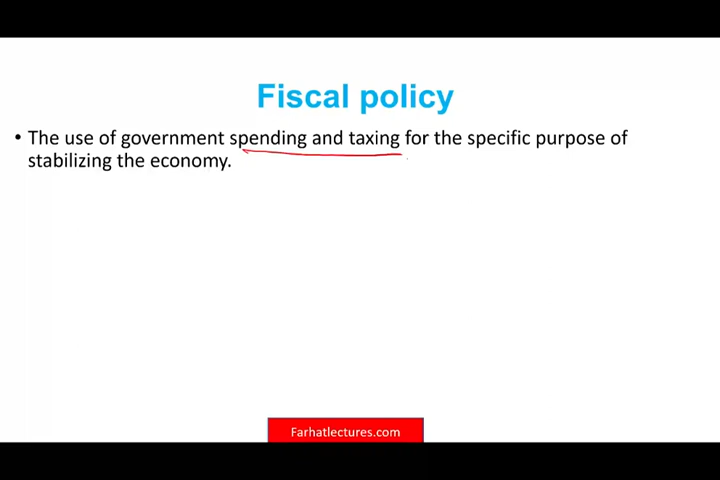 Fiscal policy
• The use of government spending and taxing for the specific purpose of
stabilizing the economy.
Farhatlectures.com